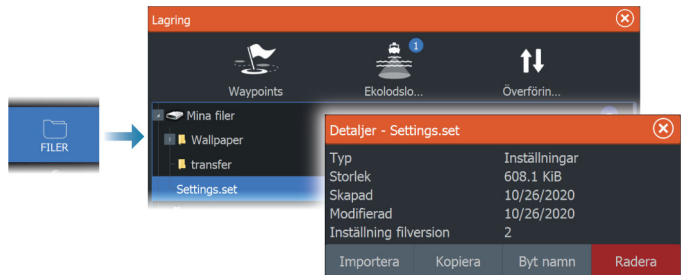 Lagring
1
Waypoints
Ekolodslo...
Överförin...
Mina filer
Wallpaper
transfer
Settings.set
FILER
Detaljer - Settings.set
Typ Inställningar
Storlek 608.1 KiB
Skapad 10/26/2020
Modifierad 10/26/2020
Inställning filversion 2
Importera Kopiera Byt namn Radera